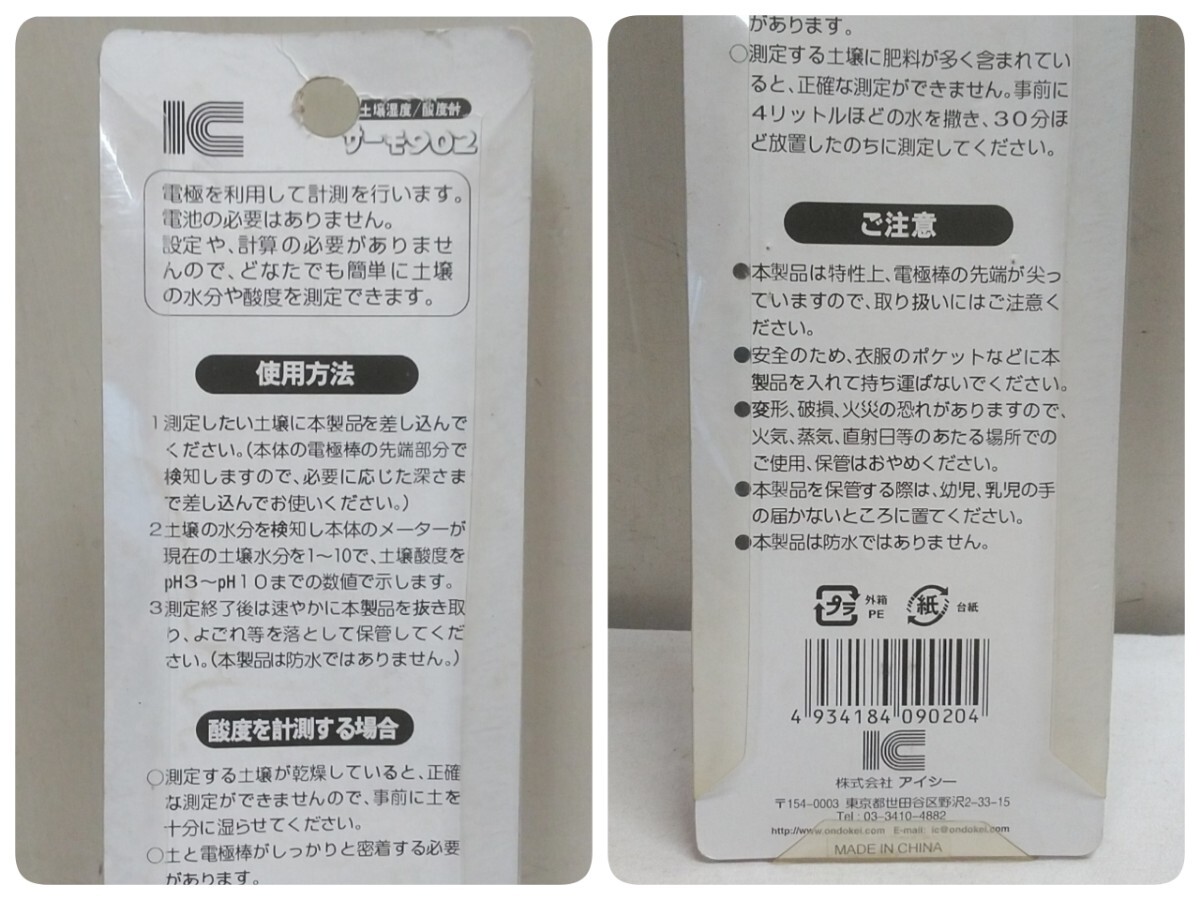 IC
土壌湿度/酸度計
サーモ902
電極を利用して計測を行います。
電池の必要はありません。
設定や、計算の必要がありませ
んので、どなたでも簡単に土壌
の水分や酸度を測定できます。
使用方法
1測定したい土壌に本製品を差し込んで
ください。(本体の電極棒の先端部分で
検知しますので、必要に応じた深さま
で差し込んでお使いください。)
2土壌の水分を検知し本体のメーターが
現在の土壌水分を1〜10で、土壌酸度を
pH3〜pH10までの数値で示します。
3測定終了後は速やかに本製品を抜き取
り、よごれ等を落として保管してくだ
さい。(本製品は防水ではありません。)
酸度を計測する場合
○測定する土壌が乾燥していると、正確
な測定ができませんので、事前に土を
十分に湿らせてください。
○土と電極棒がしっかりと密着する必要
があります。
があります。
○測定する土壌に肥料が多く含まれてい
ると、正確な測定ができません。事前に
4リットルほどの水を撒き、30分ほ
ど放置したのちに測定してください。
ご注意
●本製品は特性上、電極棒の先端が尖っ
ていますので、取り扱いにはご注意く
ださい。
●安全のため、衣服のポケットなどに本
製品を入れて持ち運ばないでください。
●変形、破損、火災の恐れがありますので、
火気、蒸気、直射日等のあたる場所での
ご使用、保管はおやめください。
●本製品を保管する際は、幼児、乳児の手
の届かないところに置てください。
●本製品は防水ではありません。
プラ 外箱 紙 台紙
PE
4 934184 090204
IC
株式会社 アイシー
〒154-0003 東京都世田谷区野沢2-33-15
Tel : 03-3410-4882
http://www.ondokei.com E-mail: ic@ondokei.com
MADE IN CHINA